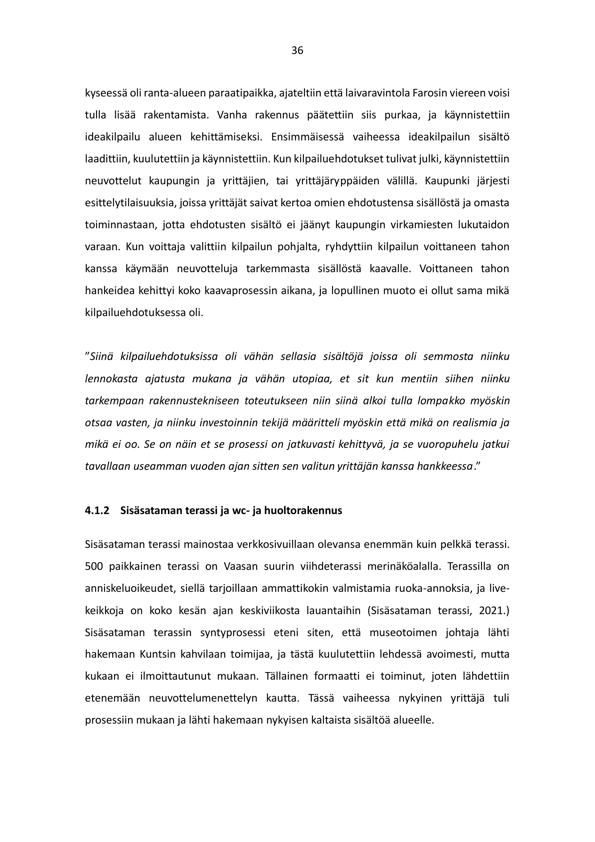 36
kyseessä oli ranta-alueen paraatipaikka, ajateltiin että laivaravintola Farosin viereen voisi
tulla lisää rakentamista. Vanha rakennus päätettiin siis purkaa, ja käynnistettiin
ideakilpailu alueen kehittämiseksi. Ensimmäisessä vaiheessa ideakilpailun sisältö
laadittiin, kuulutettiin ja käynnistettiin. Kun kilpailuehdotukset tulivat julki, käynnistettiin
neuvottelut kaupungin ja yrittäjien, tai yrittäjäryppäiden välillä. Kaupunki järjesti
esittelytilaisuuksia, joissa yrittäjät saivat kertoa omien ehdotustensa sisällöstä ja omasta
toiminnastaan, jotta ehdotusten sisältö ei jäänyt kaupungin virkamiesten lukutaidon
varaan. Kun voittaja valittiin kilpailun pohjalta, ryhdyttiin kilpailun voittaneen tahon
kanssa käymään neuvotteluja tarkemmasta sisällöstä kaavalle. Voittaneen tahon
hankeidea kehittyi koko kaavaprosessin aikana, ja lopullinen muoto ei ollut sama mikä
kilpailuehdotuksessa oli.
”Siinä kilpailuehdotuksissa oli vähän sellasia sisältöjä joissa oli semmosta niinku
lennokasta ajatusta mukana ja vähän utopiaa, et sit kun mentiin siihen niinku
tarkempaan rakennustekniseen toteutukseen niin siinä alkoi tulla lompakko myöskin
otsaa vasten, ja niinku investoinnin tekijä määritteli myöskin että mikä on realismia ja
mikä ei oo. Se on näin et se prosessi on jatkuvasti kehittyvä, ja se vuoropuhelu jatkui
tavallaan useamman vuoden ajan sitten sen valitun yrittäjän kanssa hankkeessa.”
4.1.2 Sisäsataman terassi ja wc- ja huoltorakennus
Sisäsataman terassi mainostaa verkkosivuillaan olevansa enemmän kuin pelkkä terassi.
500 paikkainen terassi on Vaasan suurin viihdeterassi merinäköalalla. Terassilla on
anniskeluoikeudet, siellä tarjoillaan ammattikokin valmistamia ruoka-annoksia, ja live-
keikkoja on koko kesän ajan keskiviikosta lauantaihin (Sisäsataman terassi, 2021.)
Sisäsataman terassin syntyprosessi eteni siten, että museotoimen johtaja lähti
hakemaan Kuntsin kahvilaan toimijaa, ja tästä kuulutettiin lehdessä avoimesti, mutta
kukaan ei ilmoittautunut mukaan. Tällainen formaatti ei toiminut, joten lähdettiin
etenemään neuvottelumenettelyn kautta. Tässä vaiheessa nykyinen yrittäjä tuli
prosessiin mukaan ja lähti hakemaan nykyisen kaltaista sisältöä alueelle.